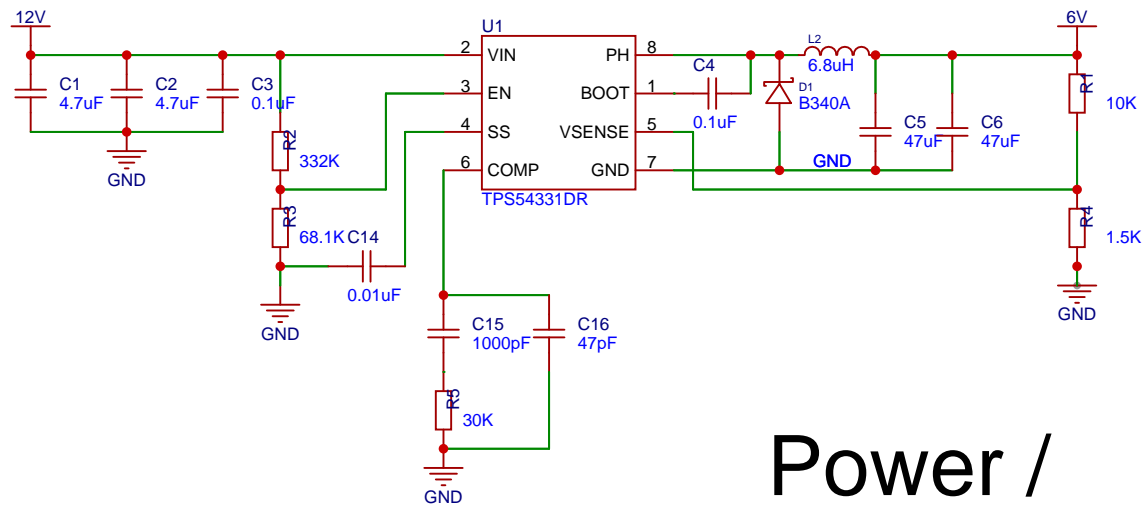 12V
U1
6V
2 VIN PH 8
3 EN BOOT 1
4 SS VSENSE 5
6 COMP GND 7
TPS54331DR
C1
4.7uF
C2
4.7uF
C3
0.1uF
GND
R2
332K
R3
68.1K
C14
0.01uF
GND
C15
1000pF
C16
47pF
R5
30K
GND
C4
0.1uF
L2
6.8uH
D1
B340A
GND
C5
47uF
C6
47uF
R1
10K
R4
1.5K
GND
Power /